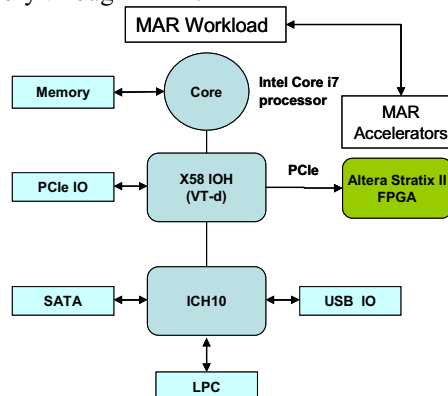 MAR Workload
Memory
Core
Intel Core i7
processor
MAR
Accelerators
PCIe IO
X58 IOH
(VT-d)
PCIe
Altera Stratix II
FPGA
SATA
ICH10
USB IO
LPC